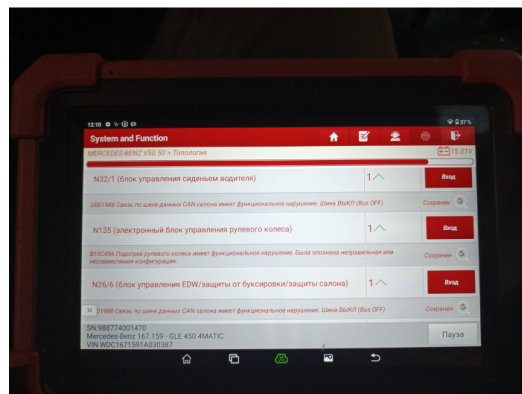 12:10
27%
System and Function
MERCEDES-BENZ V50.50 > Топология
15.01V
N32/1 (блок управления сиденьем водителя)
1
Вход
U001988 Связь по шине данных CAN салона имеет функциональное нарушение. Шина ВЫКЛ (Bus OFF)
Сохранен
N135 (электронный блок управления рулевого колеса)
1
Вход
B10C456 Подогрев рулевого колеса имеет функциональное нарушение. Была опознана неправильная или
несовместимая конфигурация.
Сохранен
N26/6 (блок управления EDW/защиты от буксировки/защиты салона)
1
Вход
01988 Связь по шине данных CAN салона имеет функциональное нарушение. Шина ВЫКЛ (Bus OFF)
Сохранен
SN:988774001470
Mercedes-Benz 167.159 - GLE 450 4MATIC
VIN WDC1671591A030387
Пауза